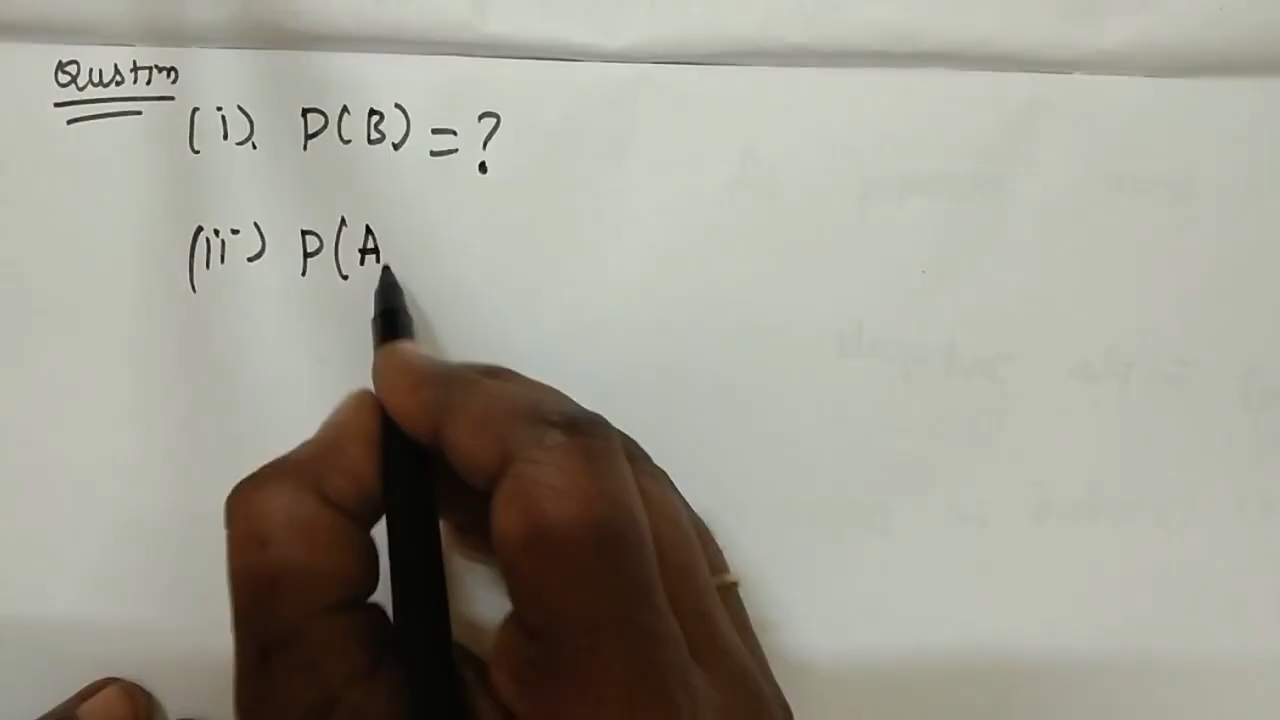 Qustim
(i). P(B) = ?
(ii) P(A